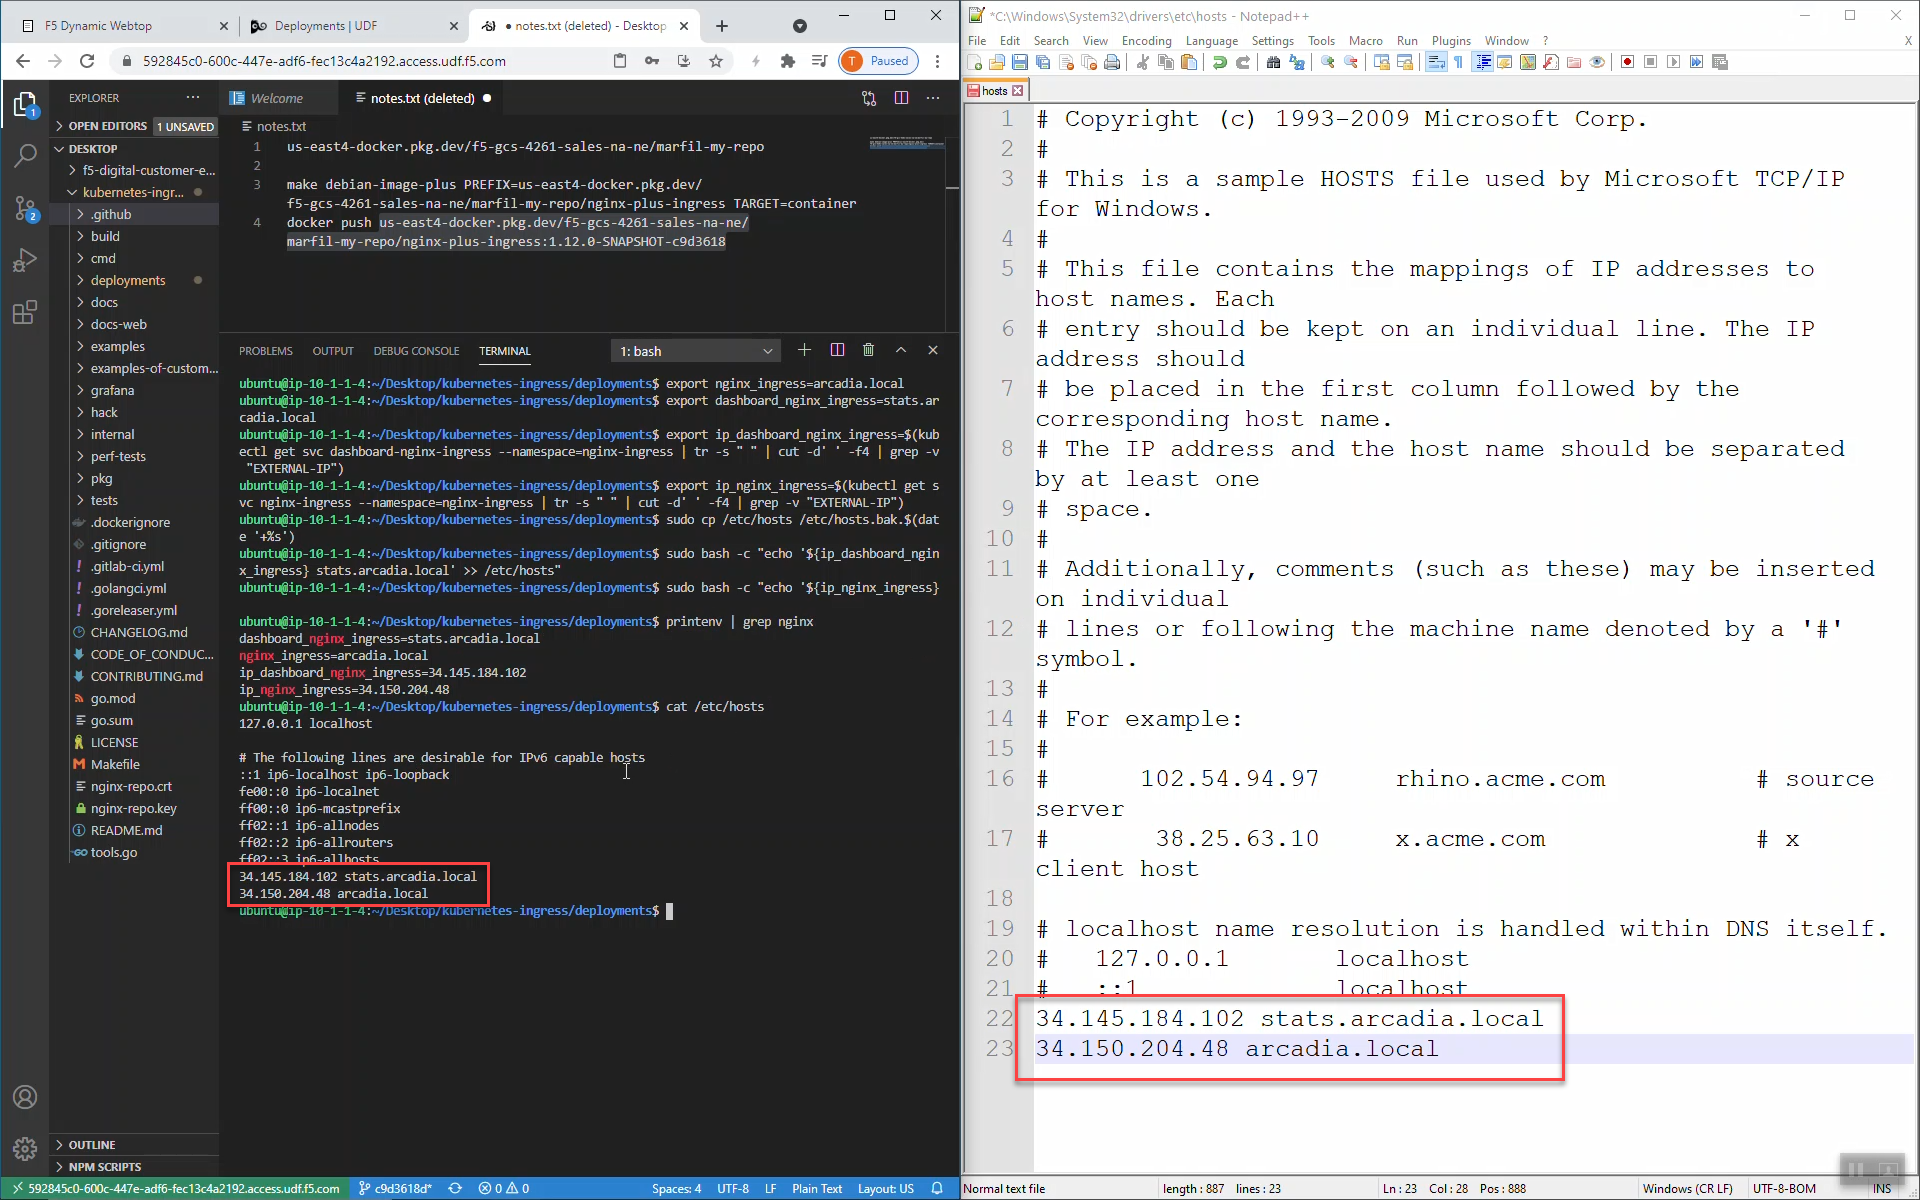 F5 Dynamic Webtop
Deployments | UDF
● notes.txt (deleted) - Desktop
592845c0-600c-447e-adf6-fec13c4a2192.access.udf.f5.com
T Paused
EXPLORER
OPEN EDITORS 1 UNSAVED
DESKTOP
f5-digital-customer-e...
kubernetes-ingr...
.github
build
cmd
deployments
docs
docs-web
examples
examples-of-custom...
grafana
hack
internal
perf-tests
pkg
tests
.dockerignore
.gitignore
.gitlab-ci.yml
.golangci.yml
.goreleaser.yml
CHANGELOG.md
CODE_OF_CONDUC...
CONTRIBUTING.md
go.mod
go.sum
LICENSE
Makefile
nginx-repo.crt
nginx-repo.key
README.md
tools.go
OUTLINE
NPM SCRIPTS
1
2
Welcome
notes.txt (deleted) ●
notes.txt
1 us-east4-docker.pkg.dev/f5-gcs-4261-sales-na-ne/marfil-my-repo
2
3 make debian-image-plus PREFIX=us-east4-docker.pkg.dev/
f5-gcs-4261-sales-na-ne/marfil-my-repo/nginx-plus-ingress TARGET=container
4 docker push us-east4-docker.pkg.dev/f5-gcs-4261-sales-na-ne/
marfil-my-repo/nginx-plus-ingress:1.12.0-SNAPSHOT-c9d3618
PROBLEMS OUTPUT DEBUG CONSOLE TERMINAL 1: bash
ubuntu@ip-10-1-1-4:~/Desktop/kubernetes-ingress/deployments$ export nginx_ingress=arcadia.local
ubuntu@ip-10-1-1-4:~/Desktop/kubernetes-ingress/deployments$ export dashboard_nginx_ingress=stats.ar
cadia.local
ubuntu@ip-10-1-1-4:~/Desktop/kubernetes-ingress/deployments$ export ip_dashboard_nginx_ingress=$(kub
ectl get svc dashboard-nginx-ingress --namespace=nginx-ingress | tr -s " " | cut -d' ' -f4 | grep -v
"EXTERNAL-IP")
ubuntu@ip-10-1-1-4:~/Desktop/kubernetes-ingress/deployments$ export ip_nginx_ingress=$(kubectl get s
vc nginx-ingress --namespace=nginx-ingress | tr -s " " | cut -d' ' -f4 | grep -v "EXTERNAL-IP")
ubuntu@ip-10-1-1-4:~/Desktop/kubernetes-ingress/deployments$ sudo cp /etc/hosts /etc/hosts.bak.$(dat
e '+%s')
ubuntu@ip-10-1-1-4:~/Desktop/kubernetes-ingress/deployments$ sudo bash -c "echo '${ip_dashboard_ngin
x_ingress} stats.arcadia.local' >> /etc/hosts"
ubuntu@ip-10-1-1-4:~/Desktop/kubernetes-ingress/deployments$ sudo bash -c "echo '${ip_nginx_ingress}
ubuntu@ip-10-1-1-4:~/Desktop/kubernetes-ingress/deployments$ printenv | grep nginx
dashboard_nginx_ingress=stats.arcadia.local
nginx_ingress=arcadia.local
ip_dashboard_nginx_ingress=34.145.184.102
ip_nginx_ingress=34.150.204.48
ubuntu@ip-10-1-1-4:~/Desktop/kubernetes-ingress/deployments$ cat /etc/hosts
127.0.0.1 localhost
# The following lines are desirable for IPv6 capable hosts
::1 ip6-localhost ip6-loopback
fe00::0 ip6-localnet
ff00::0 ip6-mcastprefix
ff02::1 ip6-allnodes
ff02::2 ip6-allrouters
ff02::3 ip6-allhosts
34.145.184.102 stats.arcadia.local
34.150.204.48 arcadia.local
ubuntu@ip-10-1-1-4:~/Desktop/kubernetes-ingress/deployments$
592845c0-600c-447e-adf6-fec13c4a2192.access.udf.f5.com c9d3618d* 0 0 Spaces: 4 UTF-8 LF Plain Text Layout: US
*C:\Windows\System32\drivers\etc\hosts - Notepad++
File Edit Search View Encoding Language Settings Tools Macro Run Plugins Window ? X
hosts
1 # Copyright (c) 1993-2009 Microsoft Corp.
2 #
3 # This is a sample HOSTS file used by Microsoft TCP/IP
for Windows.
4 #
5 # This file contains the mappings of IP addresses to
host names. Each
6 # entry should be kept on an individual line. The IP
address should
7 # be placed in the first column followed by the
corresponding host name.
8 # The IP address and the host name should be separated
by at least one
9 # space.
10 #
11 # Additionally, comments (such as these) may be inserted
on individual
12 # lines or following the machine name denoted by a '#'
symbol.
13 #
14 # For example:
15 #
16 # 102.54.94.97 rhino.acme.com # source
server
17 # 38.25.63.10 x.acme.com # x
client host
18
19 # localhost name resolution is handled within DNS itself.
20 # 127.0.0.1 localhost
21 # ::1 localhost
22 34.145.184.102 stats.arcadia.local
23 34.150.204.48 arcadia.local
Normal text file length : 887 lines : 23 Ln : 23 Col : 28 Pos : 888 Windows (CR LF) UTF-8-BOM INS